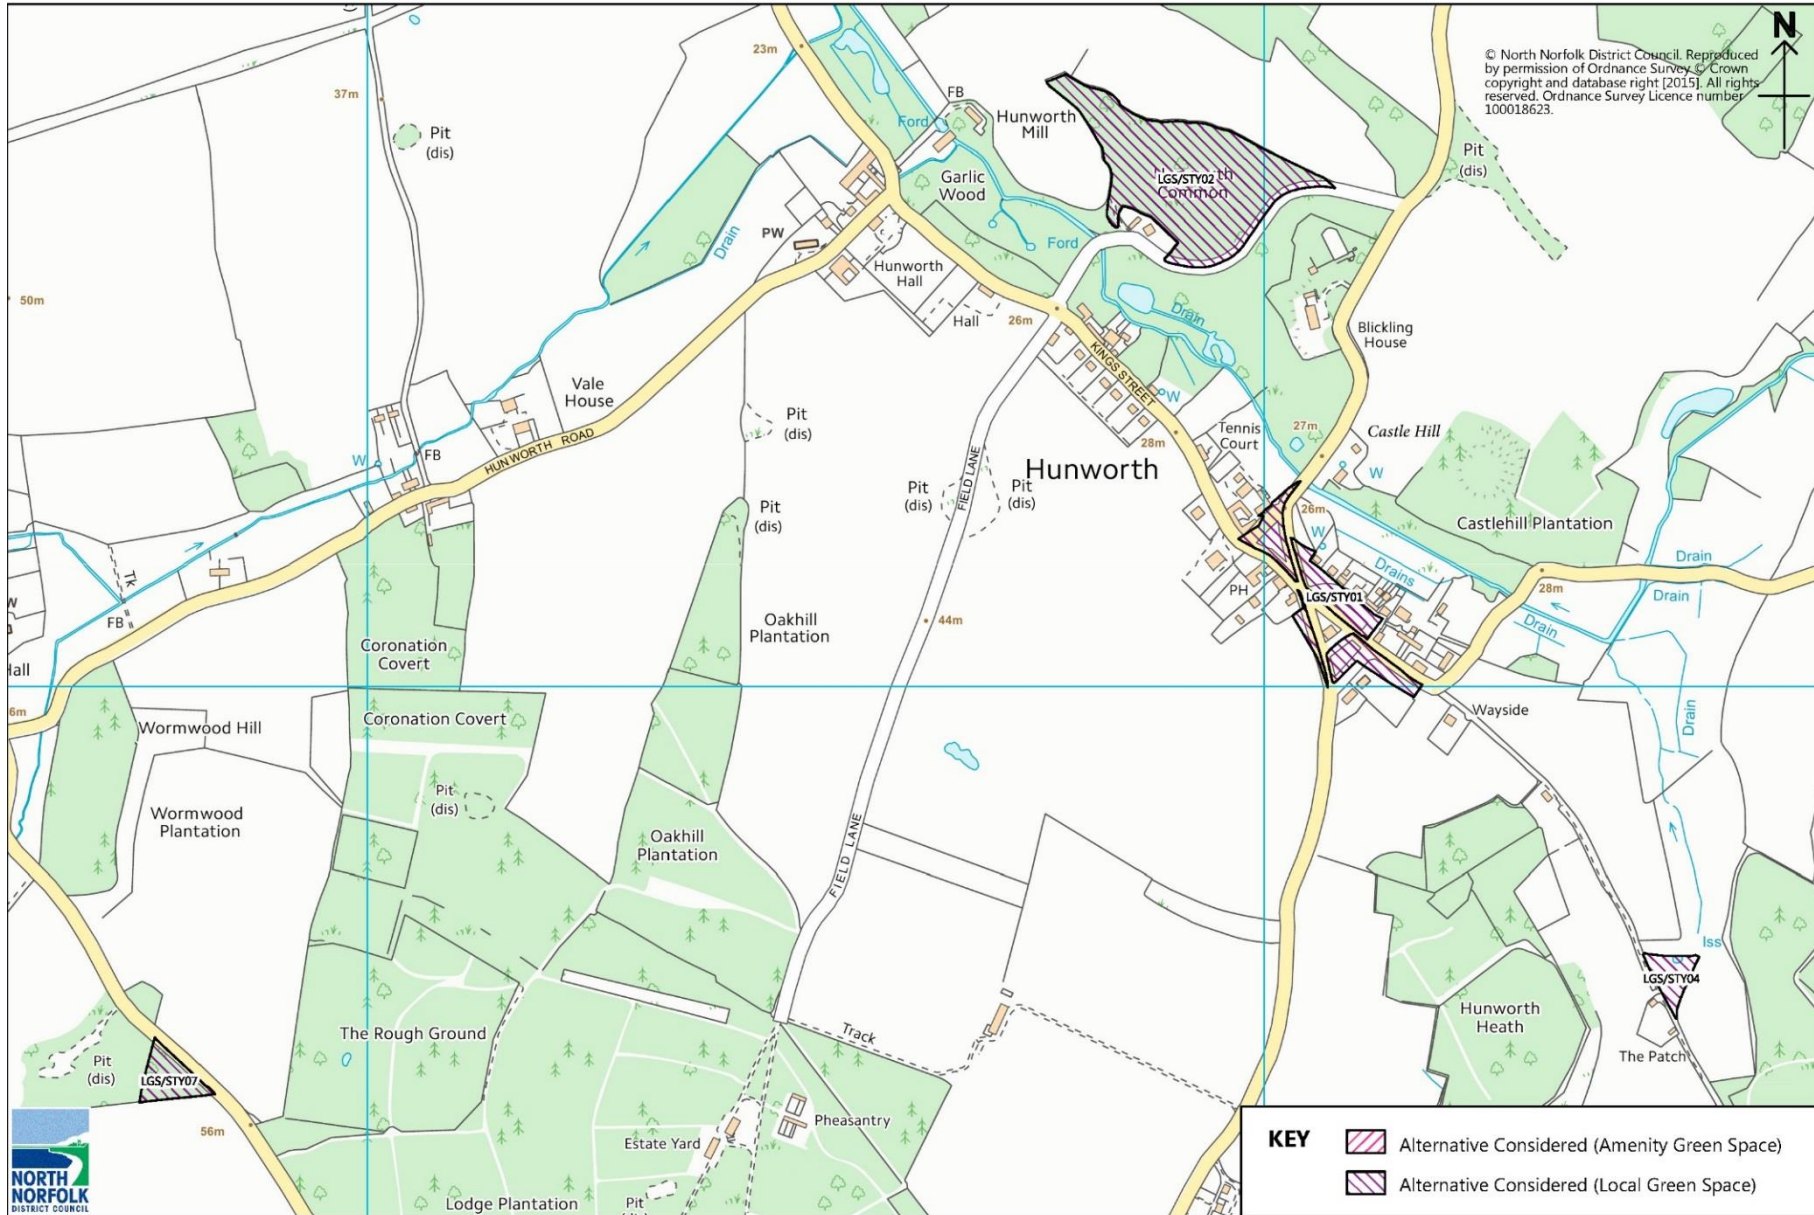 N
© North Norfolk District Council. Reproduced
by permission of Ordnance Survey © Crown
copyright and database right [2015]. All rights
reserved. Ordnance Survey Licence number
100018623.
23m
37m
Pit
(dis)
FB
Ford
Hunworth
Mill
Garlic
Wood
LGS/STY02
Common
Pit
(dis)
Drain
PW
Ford
Hunworth
Hall
50m
Hall
26m
Drain
Blickling
House
KINGS STREET
W
Vale
House
Pit
(dis)
HUNWORTH ROAD
W
FB
28m
Tennis
Court
27m
Castle Hill
W
Hunworth
Pit
(dis)
Pit
(dis)
FIELD LANE
Pit
(dis)
26m
W
Castlehill Plantation
Drains
Drain
Tk
W
FB
PH
LGS/STY01
28m
Drain
Drain
Oakhill
Plantation
44m
Coronation
Covert
Hall
6m
Wormwood Hill
Coronation Covert
Wayside
Drain
Pit
(dis)
Wormwood
Plantation
Oakhill
Plantation
FIELD LANE
Iss
LGS/STY04
Hunworth
Heath
The Rough Ground
Track
The Patch
Pit
(dis)
LGS/STY07
56m
Pheasantry
Estate Yard
Pit
Lodge Plantation
NORTH
NORFOLK
DISTRICT COUNCIL
KEY
Alternative Considered (Amenity Green Space)
Alternative Considered (Local Green Space)